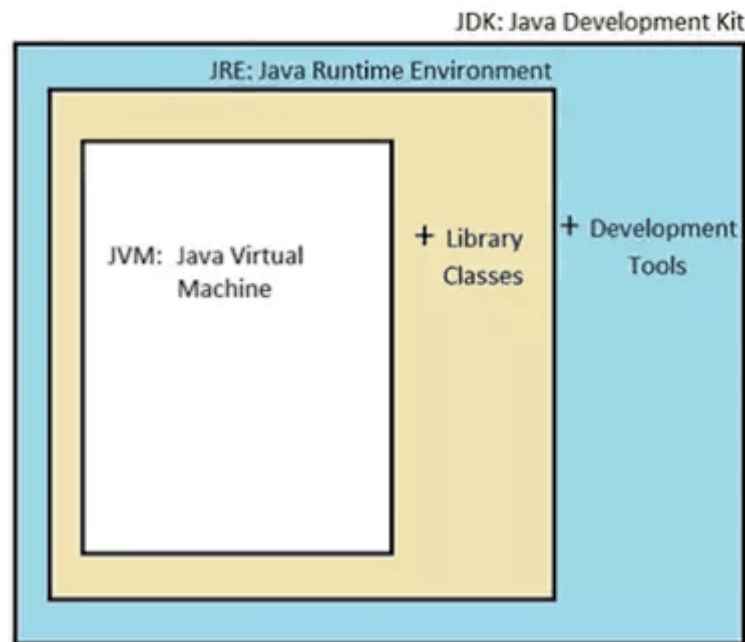 JDK: Java Development Kit
JRE: Java Runtime Environment
JVM: Java Virtual
Machine
+ Library
Classes
+ Development
Tools